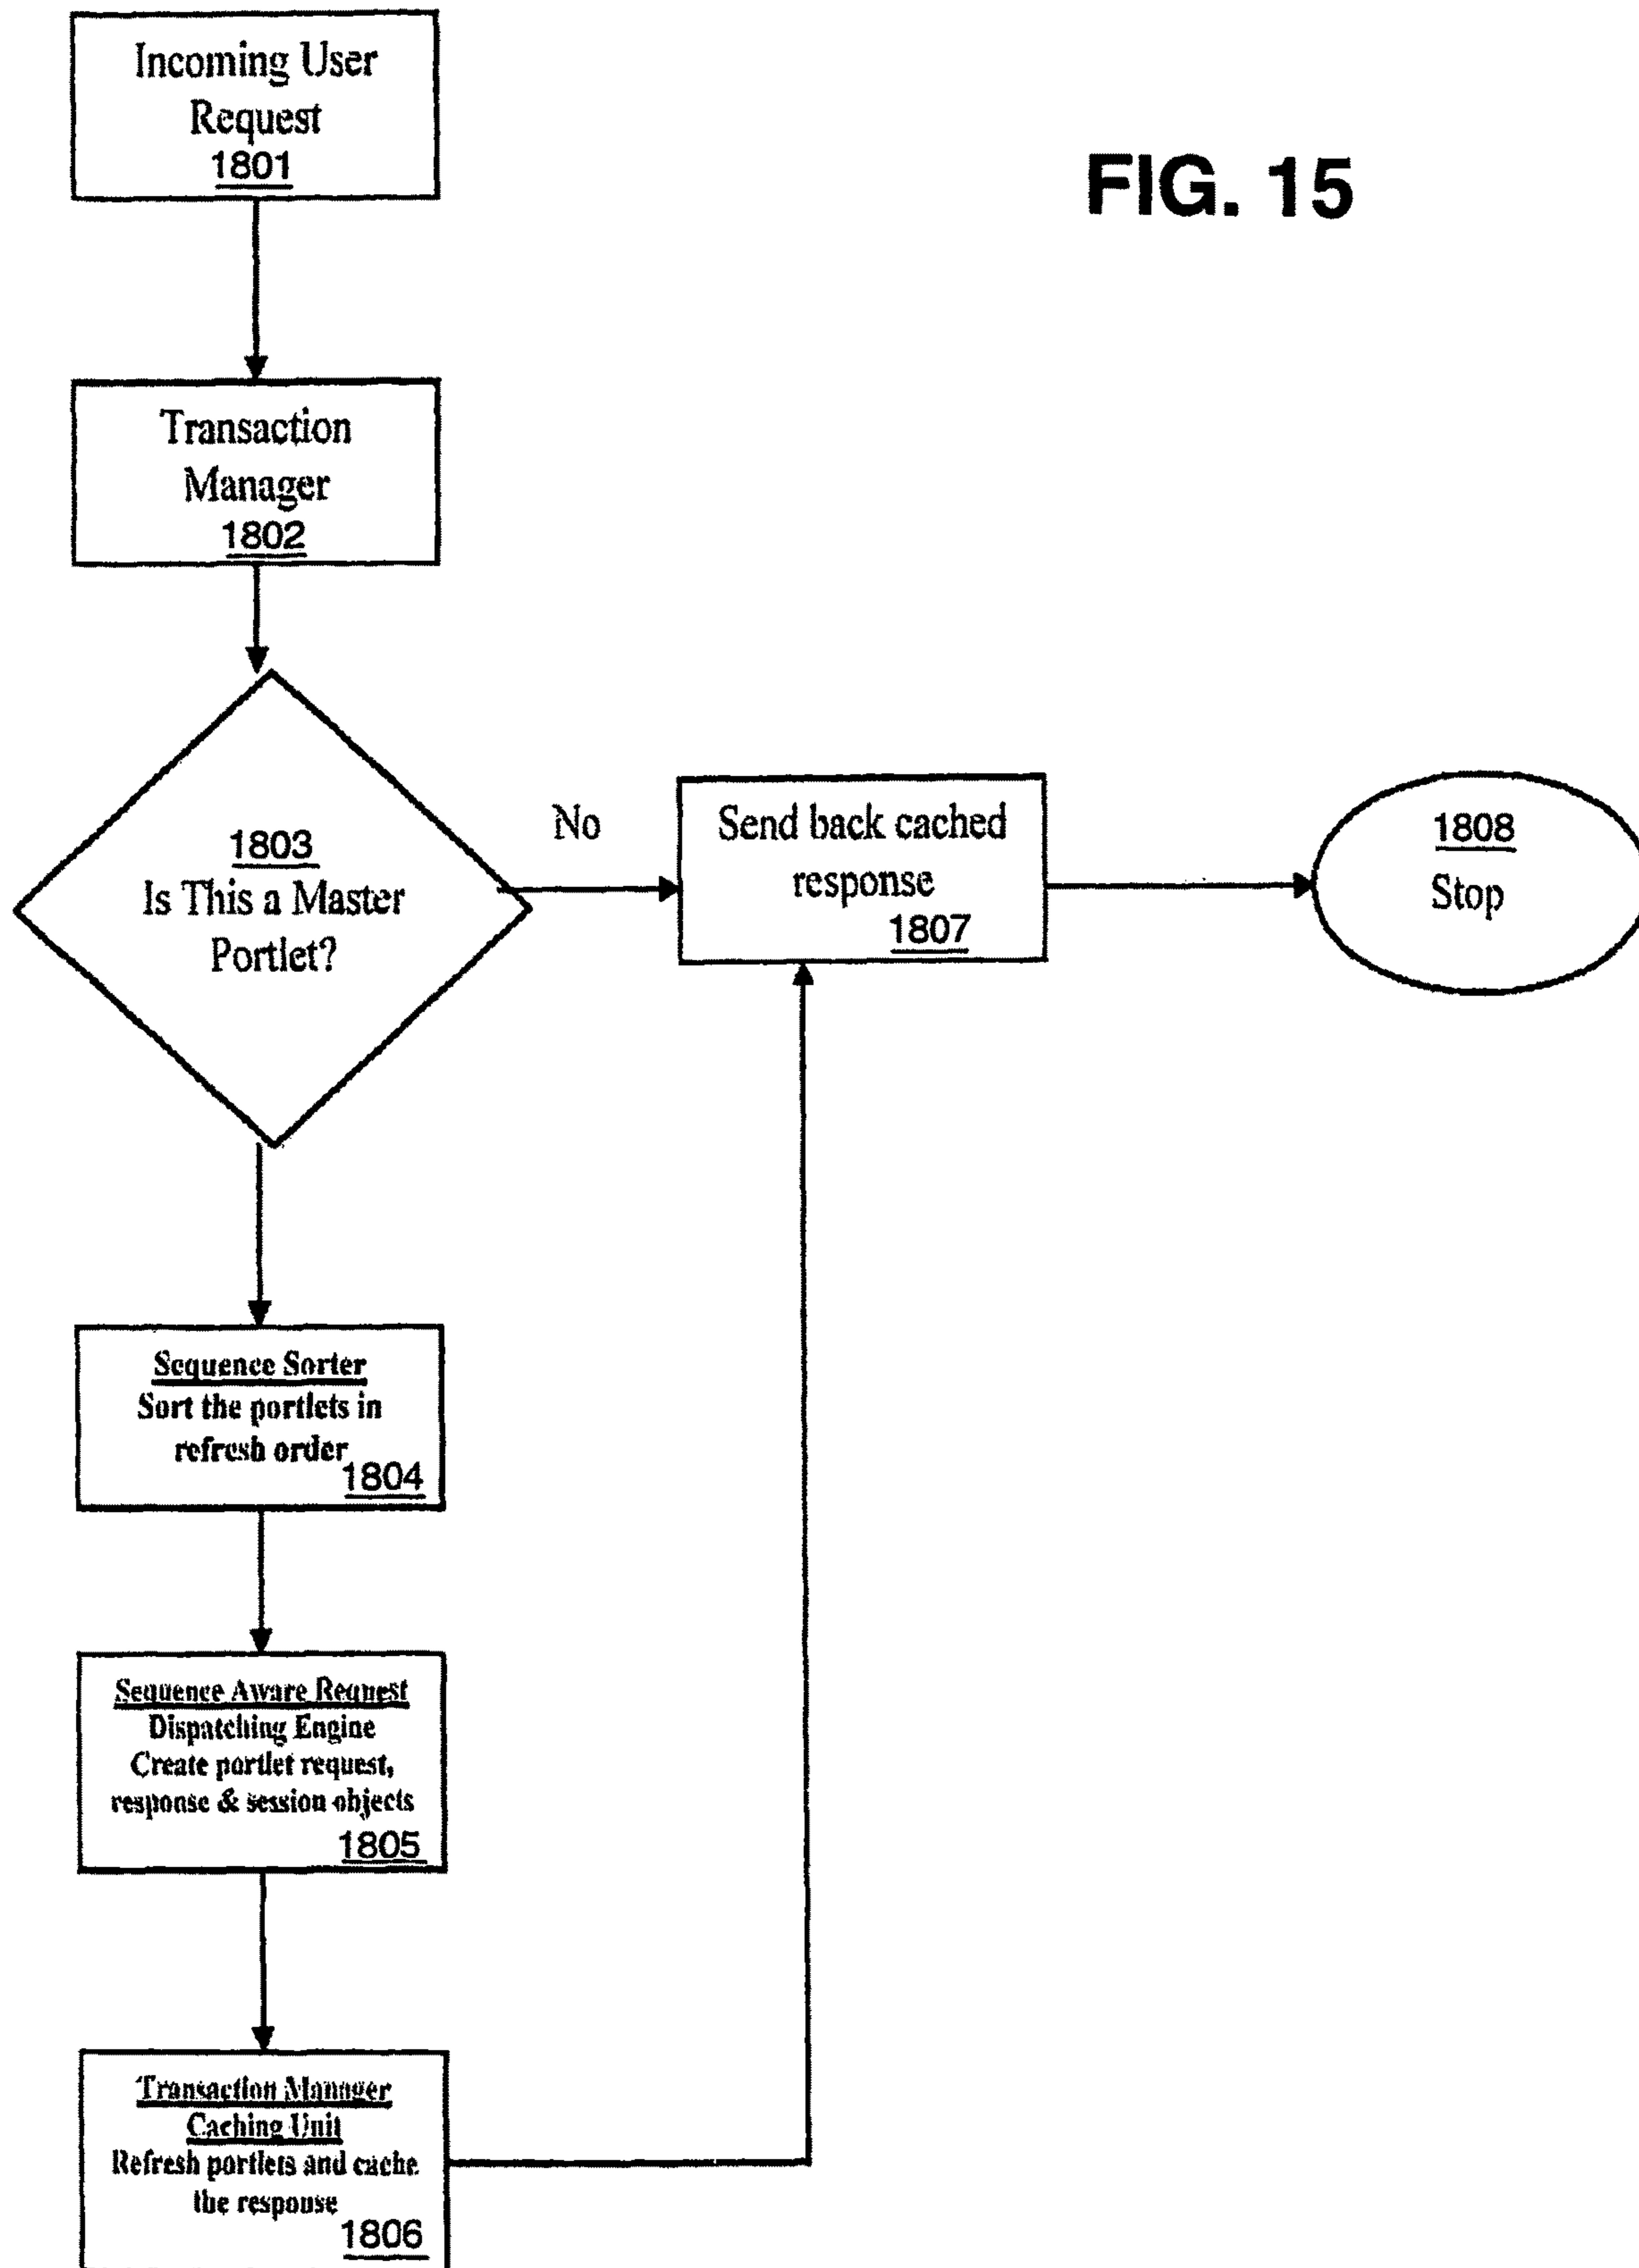 Incoming User
Request
1801
FIG. 15
Transaction
Manager
1802
1803
Is This a Master
Portlet?
No
Send back cached
response
1807
1808
Stop
Sequence Sorter
Sort the portlets in
refresh order
1804
Sequence Aware Request
Dispatching Engine
Create portlet request,
response & session objects
1805
Transaction Manager
Caching Unit
Refresh portlets and cache
the response
1806